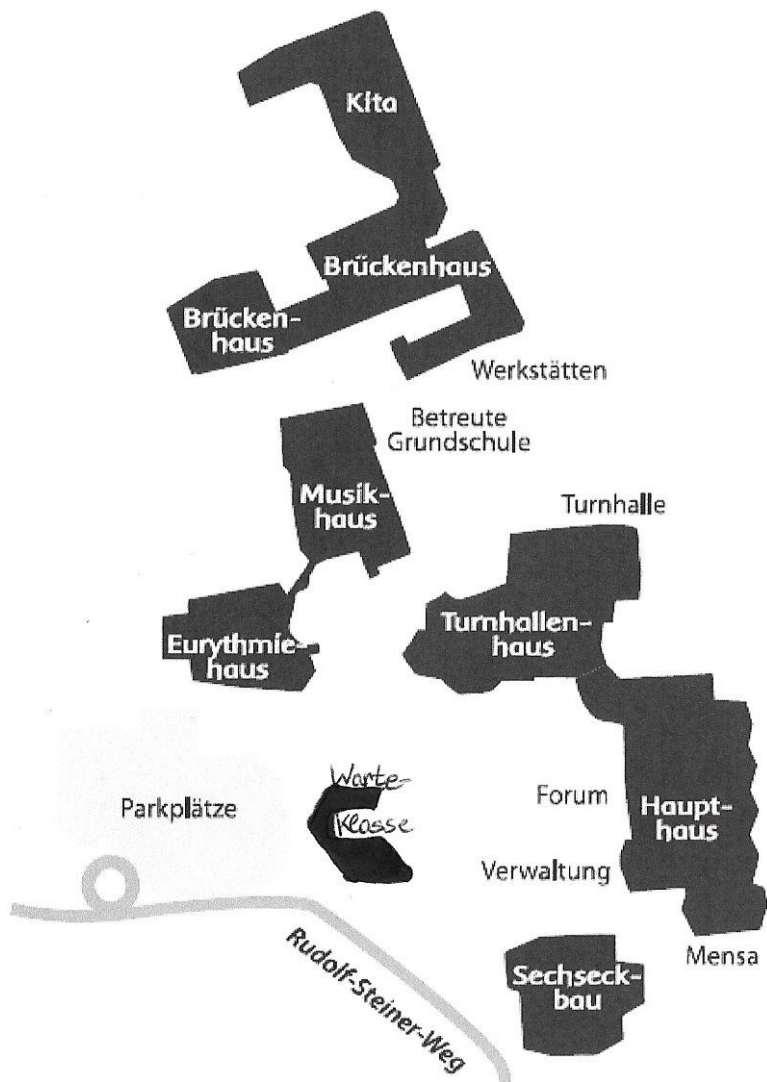 Kita
Brückenhaus
Brücken-
haus
Werkstätten
Betreute
Grundschule
Musik-
haus
Turnhalle
Eurythmie-
haus
Turnhallen-
haus
Warte-
Klasse
Parkplätze
Forum
Haupt-
haus
Verwaltung
Mensa
Rudolf-Steiner-Weg
Sechseck-
bau